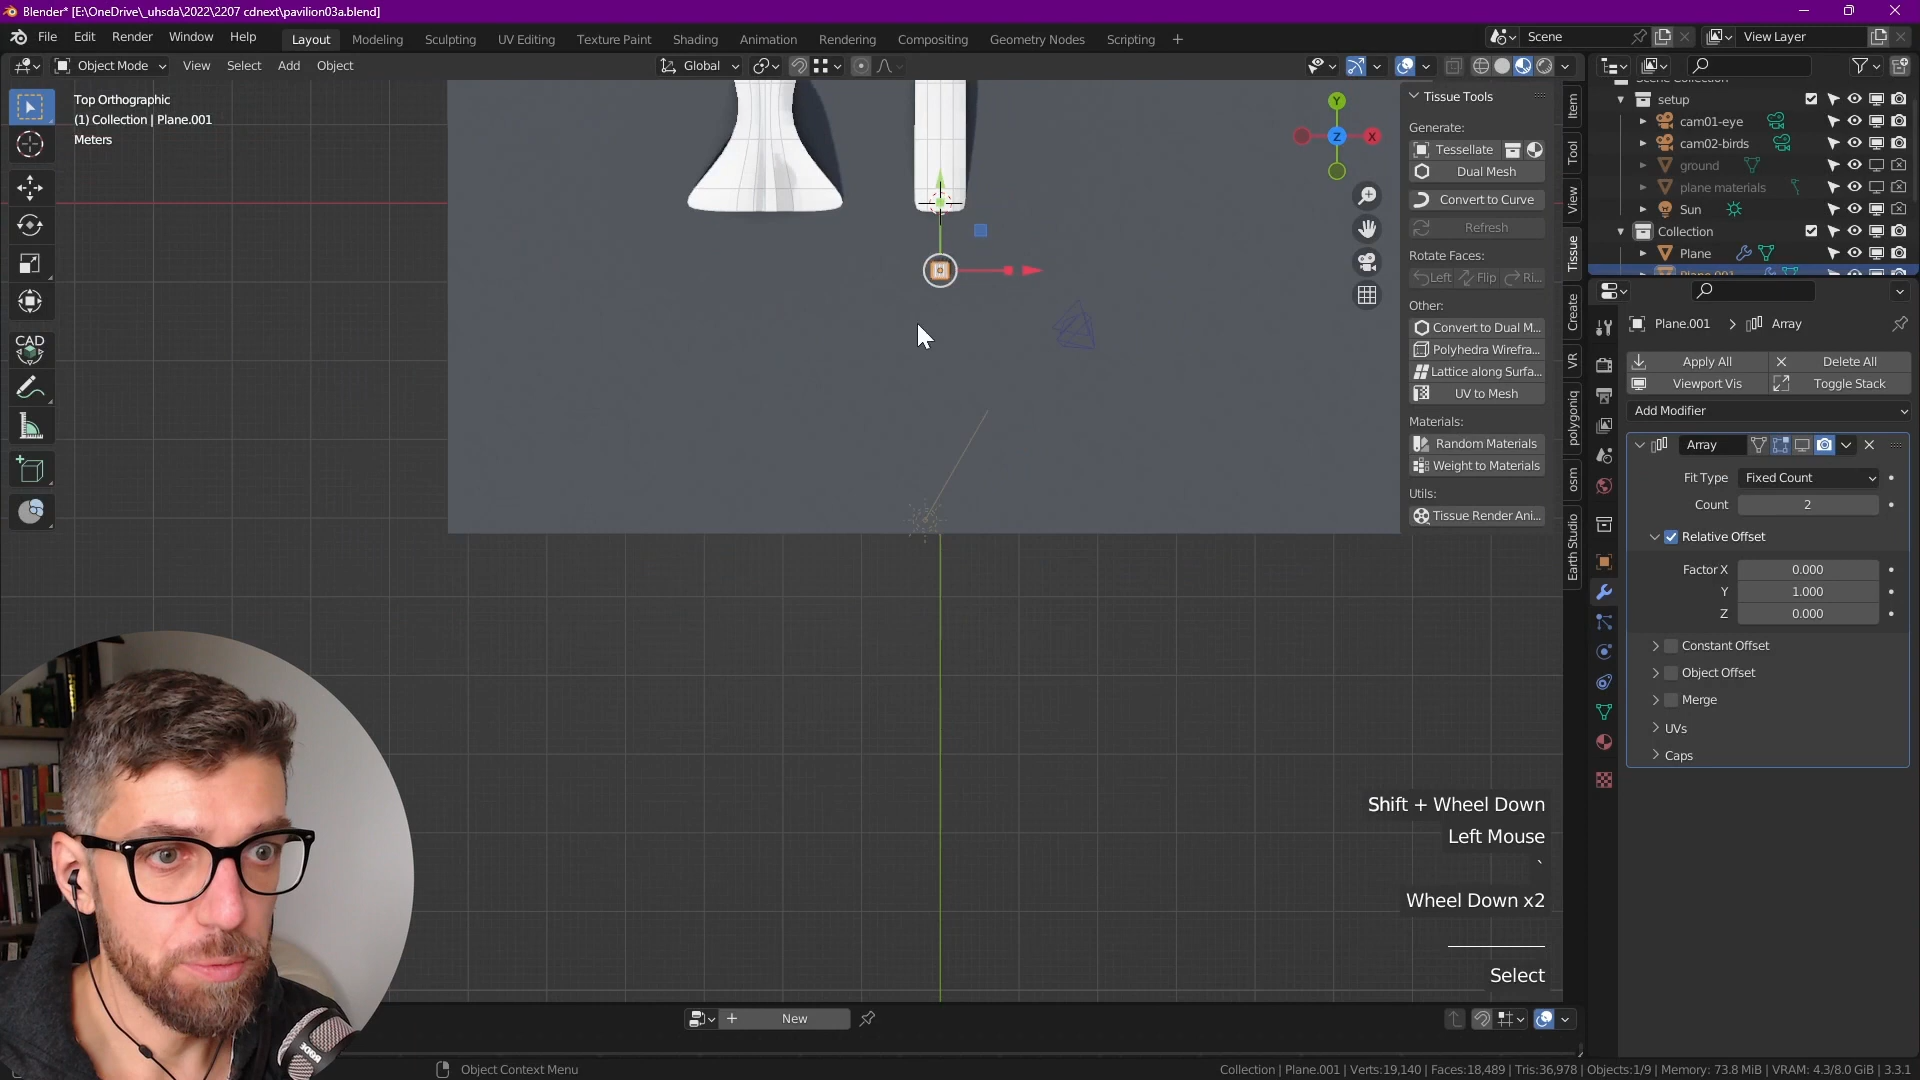 Blender* [E:\OneDrive\_uhsda\2022\2207 cdnext\pavilion03a.blend]
File Edit Render Window Help Layout Modeling Sculpting UV Editing Texture Paint Shading Animation Rendering Compositing Geometry Nodes Scripting + Scene View Layer
Object Mode View Select Add Object Global
Top Orthographic
(1) Collection | Plane.001
Meters
CAD
Y
Z
X
Tissue Tools
Generate:
Tessellate
Dual Mesh
Convert to Curve
Refresh
Rotate Faces:
Left Flip Ri...
Other:
Convert to Dual M...
Polyhedra Wirefra...
Lattice along Surfa...
UV to Mesh
Materials:
Random Materials
Weight to Materials
Utils:
Tissue Render Ani...
Item
Tool
View
Tissue
Create
VR
polygoniq
osm
Earth Studio
setup
cam01-eye
cam02-birds
ground
plane materials
Sun
Collection
Plane
Plane.001
Plane.001 > Array
Apply All Delete All
Viewport Vis Toggle Stack
Add Modifier
Array
Fit Type Fixed Count
Count 2
Relative Offset
Factor X 0.000
Y 1.000
Z 0.000
Constant Offset
Object Offset
Merge
UVs
Caps
Shift + Wheel Down
Left Mouse
`
Wheel Down x2
Select
New
RODE
Object Context Menu Collection | Plane.001 | Verts:19,140 | Faces:18,489 | Tris:36,978 | Objects:1/9 | Memory: 73.8 MiB | VRAM: 4.3/8.0 GiB | 3.3.1